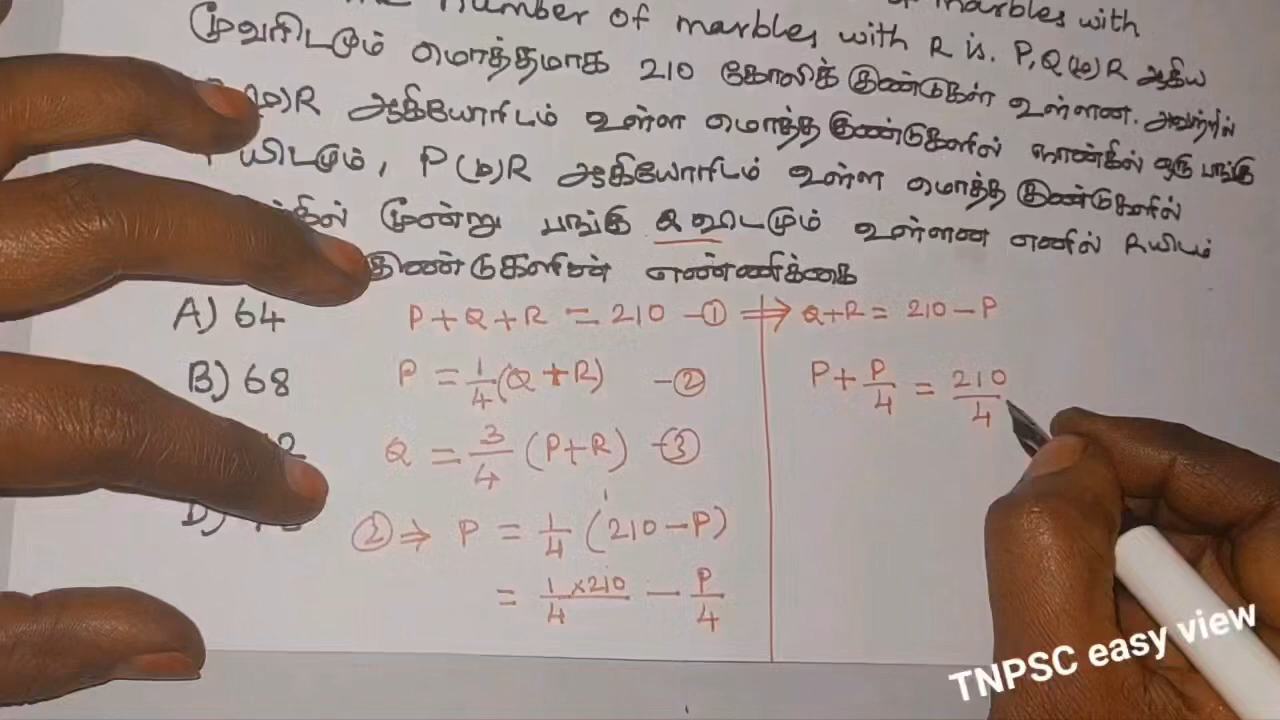 number of marbles with
marbles with R is. P, Q (ம) R ஆகிய
மூவரிடமும் மொத்தமாக 210 கோலிக் குண்டுகள் உள்ளன. அவற்றில்
(ம) R ஆகியோரிடம் உள்ள மொத்த குண்டுகளில் நான்கில் ஒரு பங்கு
யிடமும், P (ம) R ஆகியோரிடம் உள்ள மொத்த குண்டுகளில்
மூன்று பங்கு Q விடமும் உள்ளன எனில் R யிடம்
குண்டுகளின் எண்ணிக்கை
A) 64
P + Q + R = 210 - ① ⇒ Q + R = 210 - P
B) 68
P = 1/4 (Q + R) - ②
P + P/4 = 210/4
Q = 3/4 (P + R) - ③
D)
② ⇒ P = 1/4 (210 - P)
= 1 × 210/4 - P/4
TNPSC easy view